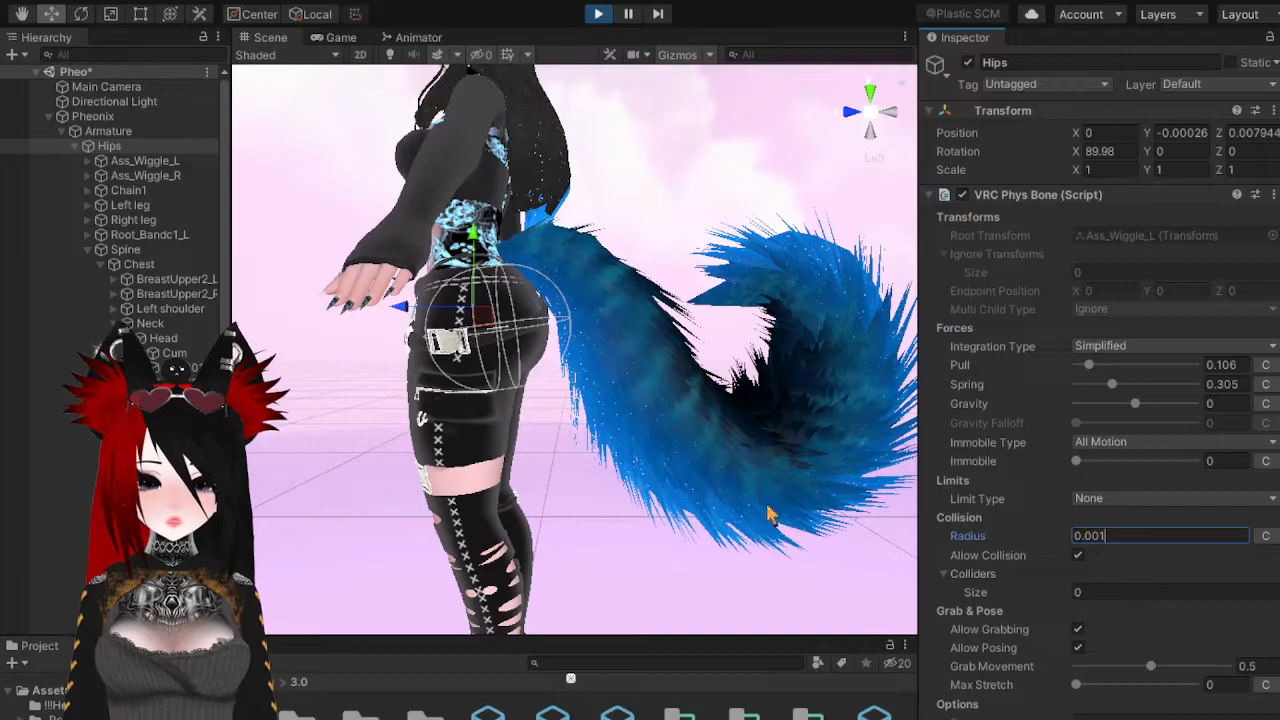 Center Local Plastic SCM Account Layers Layout
Hierarchy Scene Game Animator Inspector
All Shaded 2D 0 Gizmos All Hips Static
Pheo* Tag Untagged Layer Default
Main Camera
Directional Light
Pheonix
Armature
Hips
Ass_Wiggle_L
Ass_Wiggle_R
Chain1
Left leg
Right leg
Root_Bandc1_L
Spine
Chest
BreastUpper2_L
BreastUpper2_F
Left shoulder
Neck
Head
Cum
Left
Transform
Position X 0 Y -0.00026 Z 0.007944
Rotation X 89.98 Y 0 Z 0
Scale X 1 Y 1 Z 1
VRC Phys Bone (Script)
Transforms
Root Transform Ass_Wiggle_L (Transform)
Ignore Transforms
Size 0
Endpoint Position X 0 Y 0 Z 0
Multi Child Type Ignore
Forces
Integration Type Simplified
Pull 0.106 C
Spring 0.305 C
Gravity 0 C
Gravity Falloff 0 C
Immobile Type All Motion
Immobile 0 C
Limits
Limit Type None
Collision
Radius 0.001 C
Allow Collision
Colliders
Size 0
Grab & Pose
Allow Grabbing
Allow Posing
Grab Movement 0.5
Max Stretch 0 C
Options
Project
20
Assets
3.0